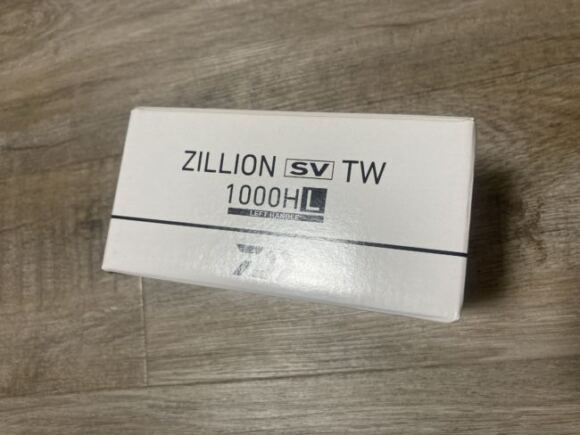 ZILLION SV TW
1000HL
LEFT HANDLE